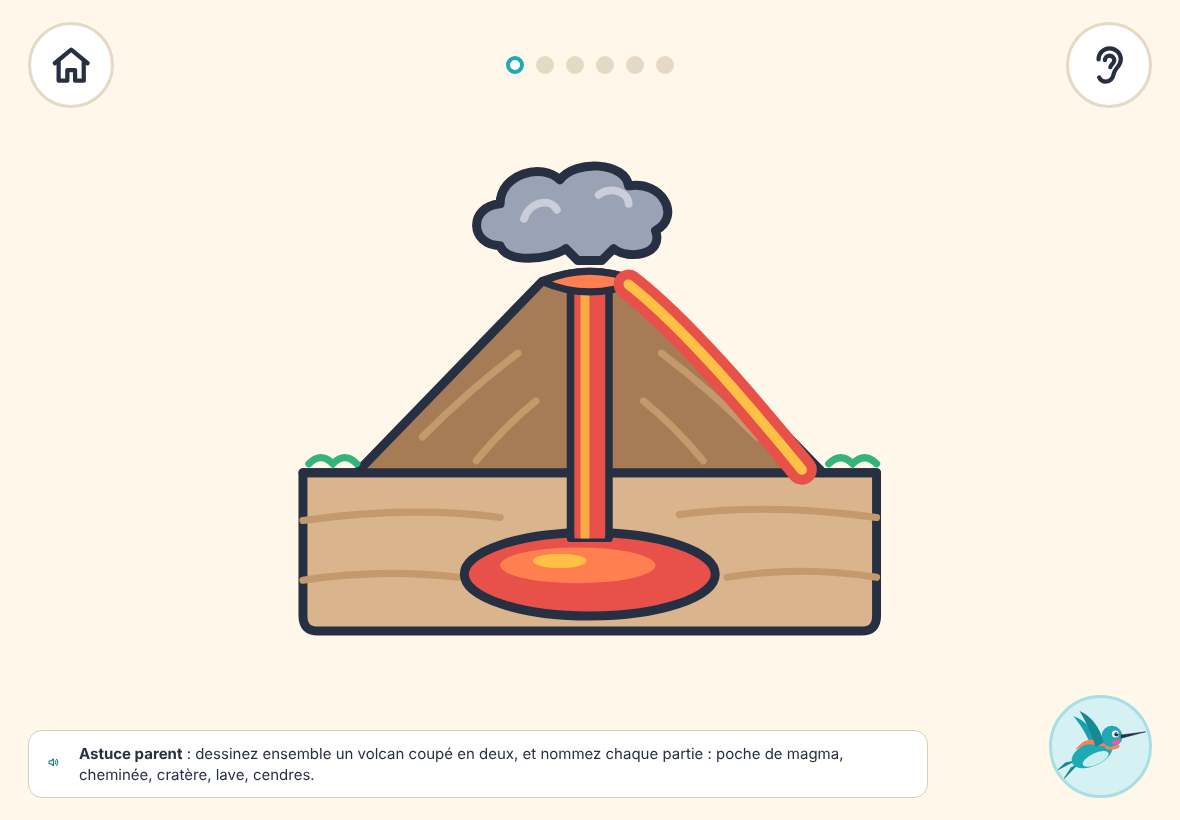 Astuce parent : dessinez ensemble un volcan coupé en deux, et nommez chaque partie : poche de magma,
cheminée, cratère, lave, cendres.